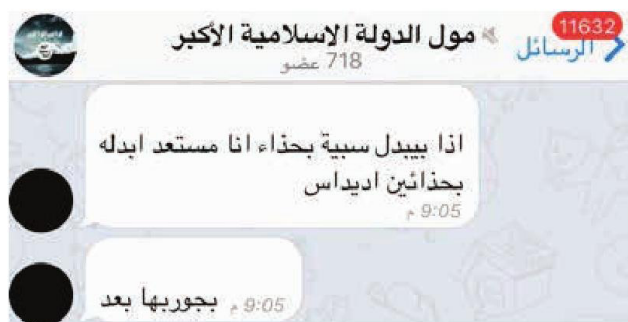 11632
الرسائل
مول الدولة الاسلامية الأكبر
718 عضو
اذا بيبدل سبية بحذاء انا مستعد ابدله
بحذائين اديداس
9:05 م
بجوربها بعد
9:05 م